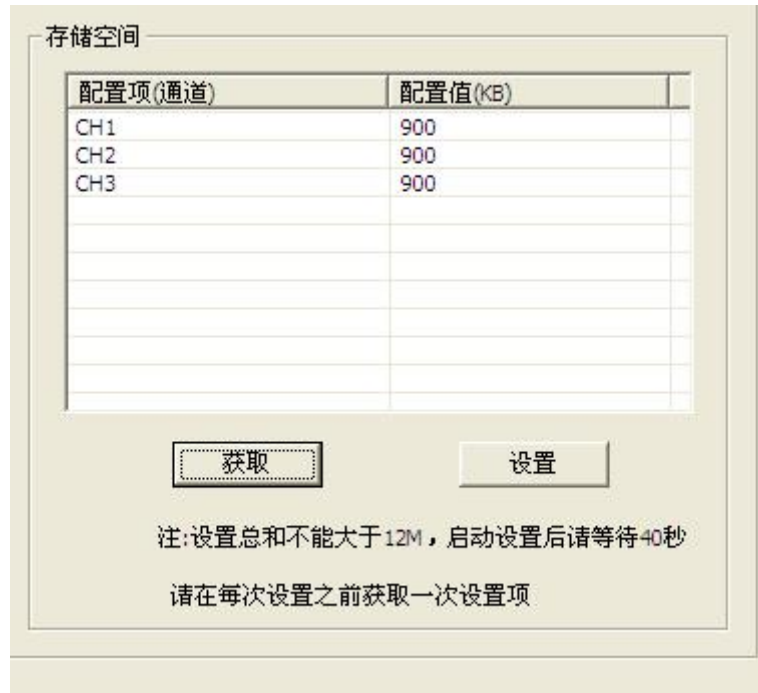 存储空间
配置项(通道) 配置值(KB)
CH1 900
CH2 900
CH3 900
获取 设置
注:设置总和不能大于12M，启动设置后请等待40秒
请在每次设置之前获取一次设置项